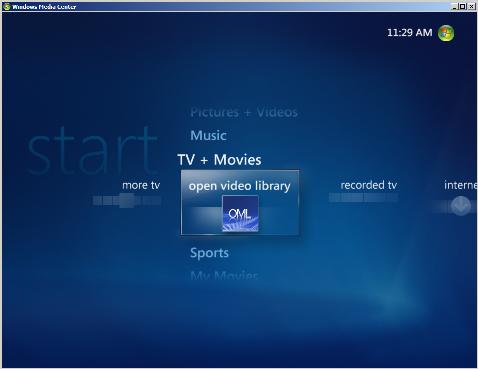 Windows Media Center
11:29 AM
start
Pictures + Videos
Music
TV + Movies
more tv
open video library
recorded tv
interne
OML
Sports
My Movies